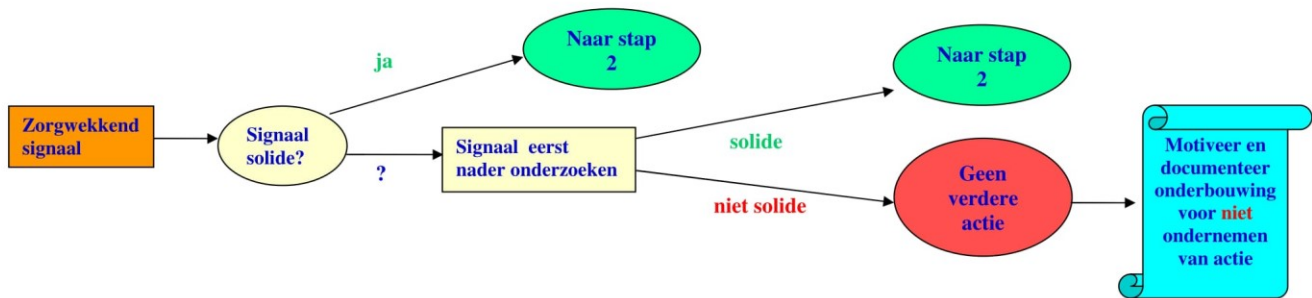 Zorgwekkend
signaal
Signaal
solide?
ja
Naar stap
2
?
Signaal eerst
nader onderzoeken
solide
Naar stap
2
niet solide
Geen
verdere
actie
Motiveer en
documenteer
onderbouwing
voor niet
ondernemen
van actie